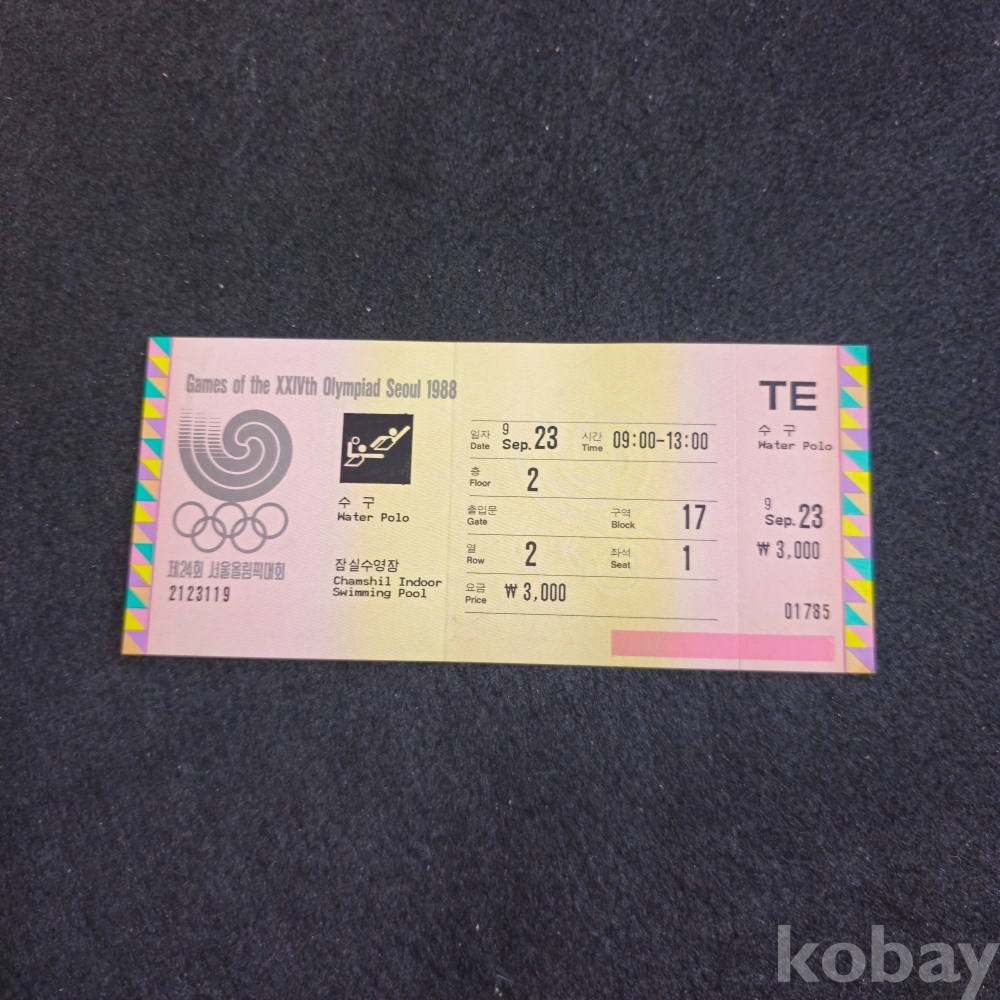 Games of the XXIVth Olympiad Seoul 1988
제24회 서울올림픽대회
2123119
수 구
Water Polo
잠실수영장
Chamshil Indoor
Swimming Pool
일자 Date 9 Sep. 23 시간 Time 09:00-13:00
층 Floor 2
출입문 Gate 구역 Block 17
열 Row 2 좌석 Seat 1
요금 Price ₩ 3,000
TE
수 구
Water Polo
9
Sep. 23
₩ 3,000
01785
kobay